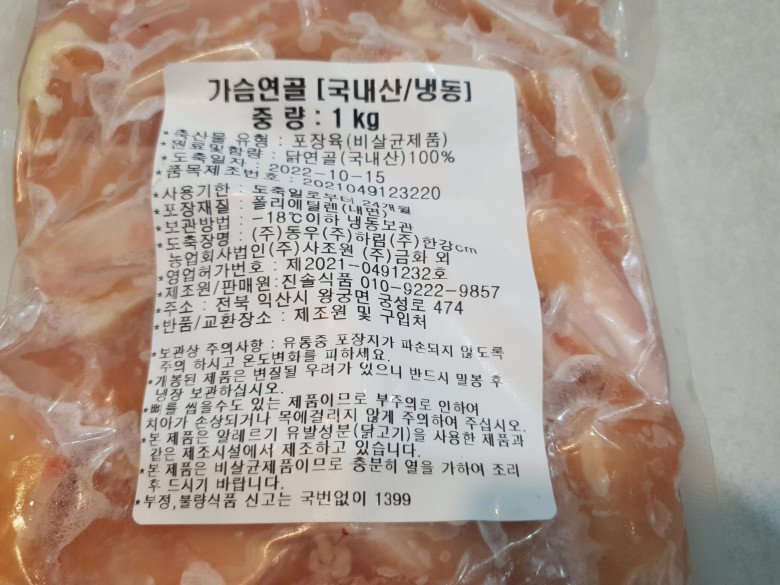 가슴연골 [국내산/냉동]
중 량 : 1 kg
*축산물 유형 : 포장육(비살균제품)
*원료및함량 : 닭연골(국내산)100%
*도축일자 : 2022-10-15
*품목제조번호 : 2021049123220
*사용기한 : 도축일로부터 24개월
*포장재질 : 폴리에틸렌(내면)
*보관방법 : -18℃이하 냉동보관
*도축장명 : (주)동우(주)하림(주)한강cm
농업회사법인(주)사조원 (주)금화 외
*영업허가번호 : 제2021-0491232호
*제조원/판매원:진솔식품 010-9222-9857
*주소 : 전북 익산시 왕궁면 궁성로 474
*반품/교환장소 : 제조원 및 구입처
*보관상 주의사항 : 유통중 포장지가 파손되지 않도록
주의 하시고 온도변화를 피하세요.
*개봉된 제품은 변질될 우려가 있으니 반드시 밀봉 후
냉장 보관하십시오.
*뼈를 씹을수도 있는 제품이므로 부주의로 인하여
치아가 손상되거나 목에걸리지 않게 주의하여 주십시오.
*본 제품은 알레르기 유발성분(닭고기)을 사용한 제품과
같은 제조시설에서 제조하고 있습니다.
*본 제품은 비살균제품이므로 충분히 열을 가하여 조리
후 드시기 바랍니다.
*부정,불량식품 신고는 국번없이 1399